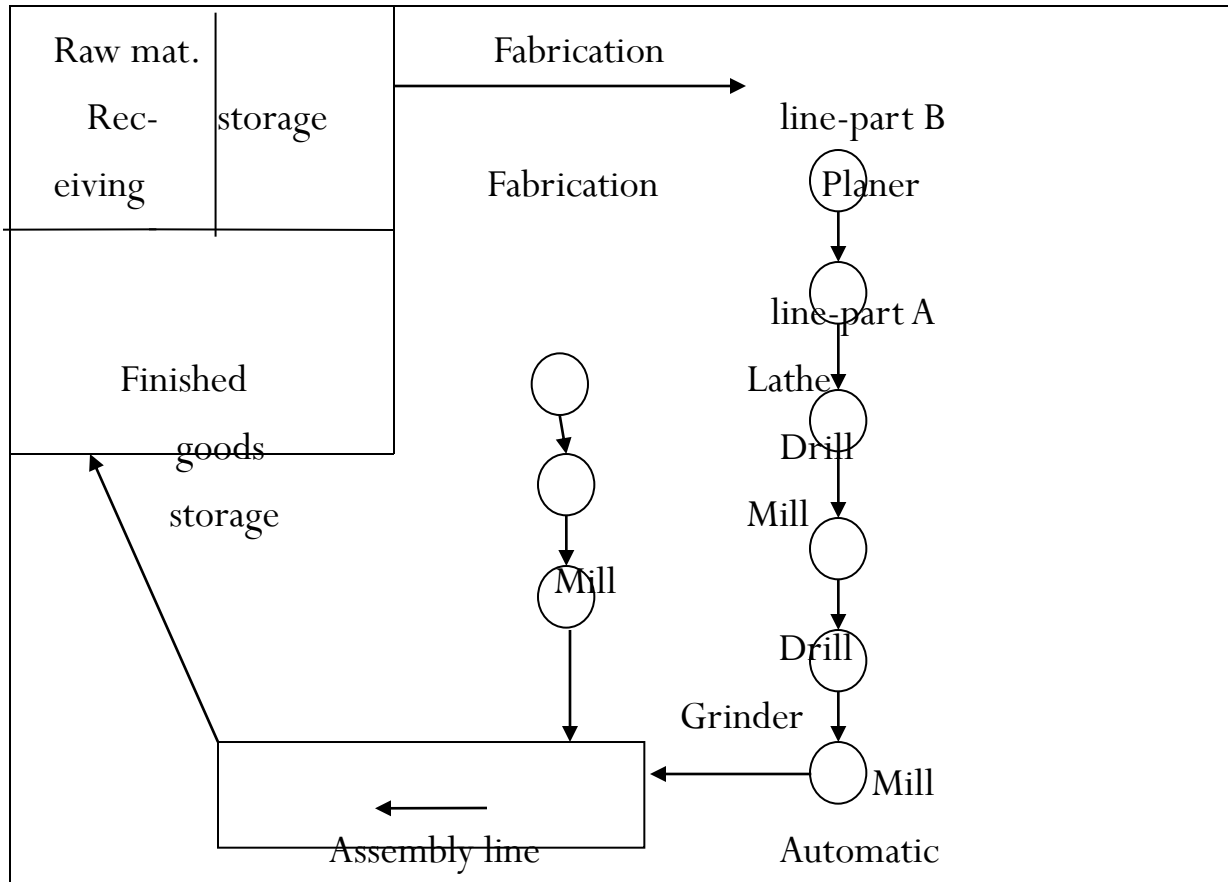 Raw mat. Fabrication
Rec- storage line-part B
eiving Fabrication Planer
line-part A
Finished Lathe
goods Drill
storage Mill
Mill
Drill
Grinder
Mill
Assembly line Automatic